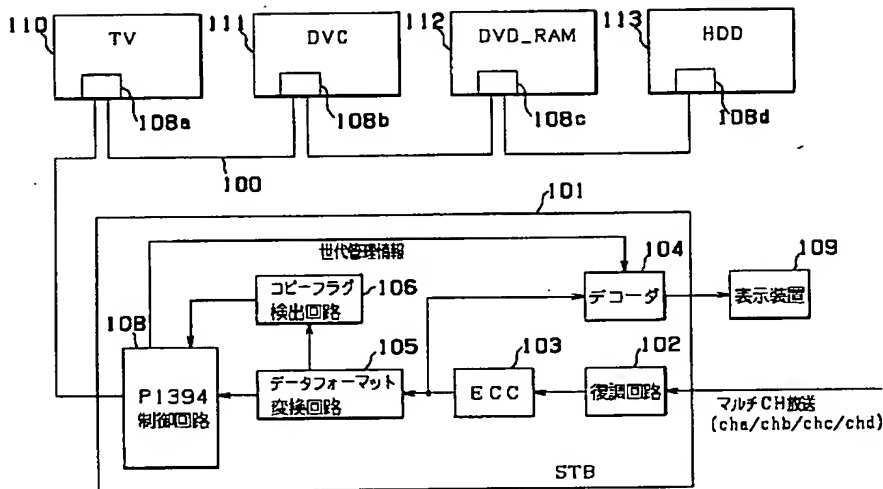 110
TV
108a
111
DVC
108b
112
DVD_RAM
108c
113
HDD
108d
100
101
世代管理情報
104
デコーダ
109
表示装置
コピーフラグ
検出回路
106
108
P1394
制御回路
105
データフォーマット
変換回路
103
ECC
102
復調回路
マルチCH放送
(cha/chb/chc/chd)
STB